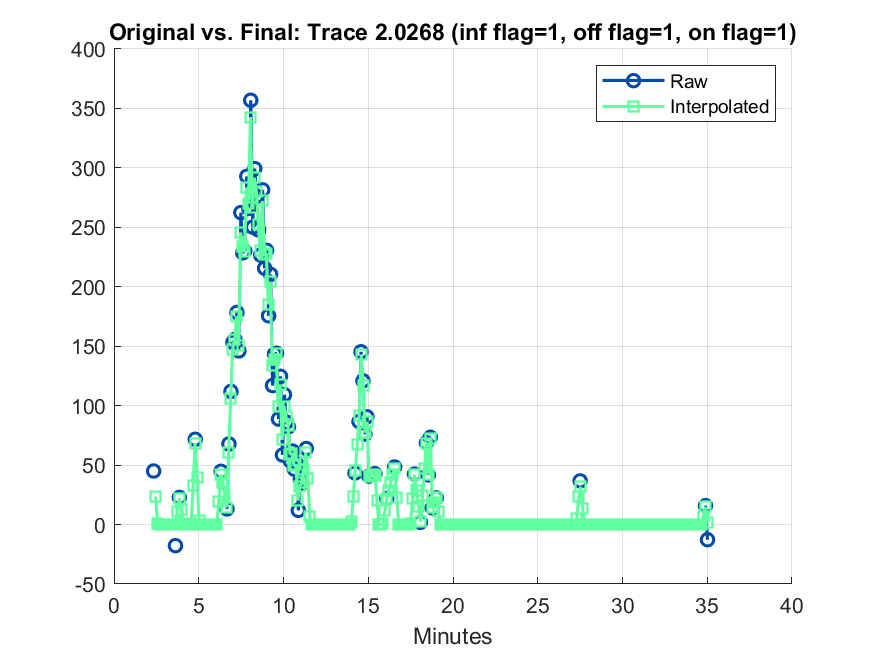 Original vs. Final: Trace 2.0268 (inf flag=1, off flag=1, on flag=1)
400
350
300
250
200
150
100
50
0
-50
Raw
Interpolated
0 5 10 15 20 25 30 35 40
Minutes